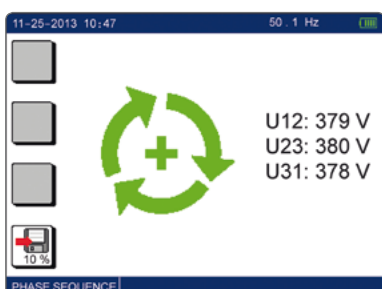 11-25-2013 10:47 50.1 Hz
U12: 379 V
U23: 380 V
U31: 378 V
10 %
PHASE SEQUENCE